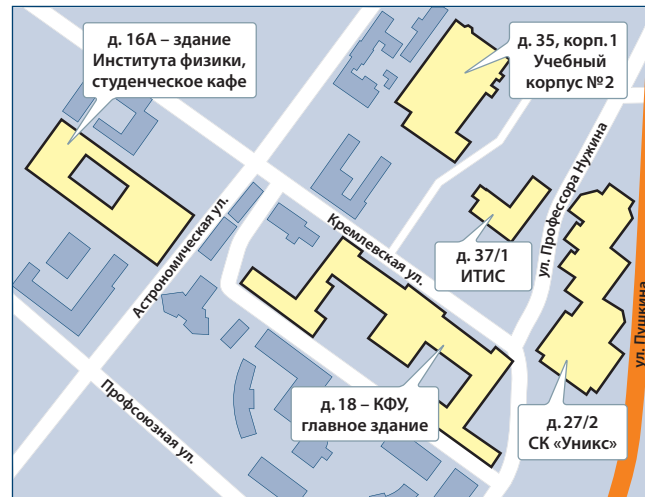 д. 16А – здание
Института физики,
студенческое кафе
д. 35, корп.1
Учебный
корпус №2
Астрономическая ул.
Кремлевская ул.
д. 37/1
ИТИС
ул. Профессора Нужина
ул. Пушкина
д. 18 – КФУ,
главное здание
д. 27/2
СК «Уникс»
Профсоюзная ул.